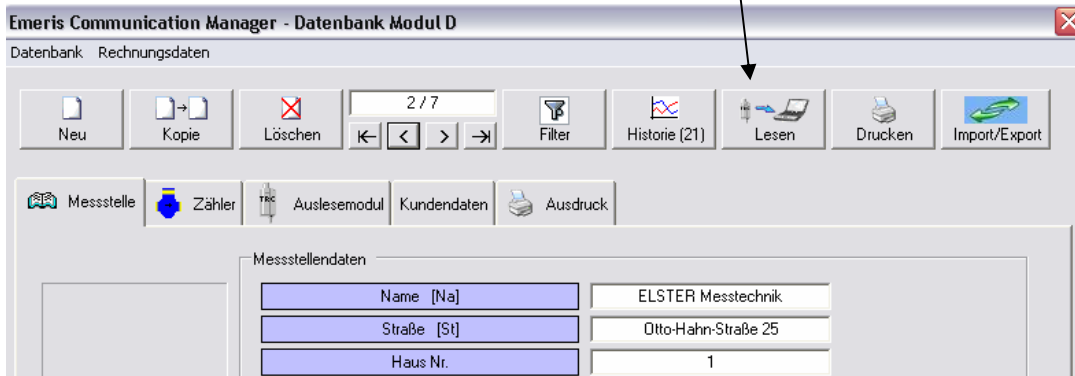 Emeris Communication Manager - Datenbank Modul D
Datenbank Rechnungsdaten
2 / 7
Neu Kopie Löschen Filter Historie (21) Lesen Drucken Import/Export
Messstelle Zähler TRC Auslesemodul Kundendaten Ausdruck
Messstellendaten
Name [Na] ELSTER Messtechnik
Straße [St] Otto-Hahn-Straße 25
Haus Nr. 1